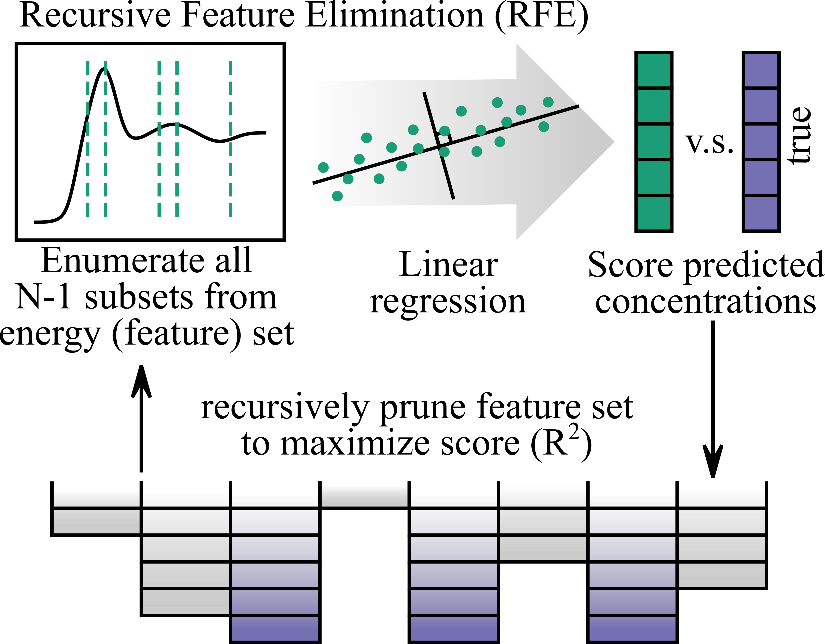 Recursive Feature Elimination (RFE)
v.s.
true
Enumerate all
N-1 subsets from
energy (feature) set
Linear
regression
Score predicted
concentrations
recursively prune feature set
to maximize score (R²)